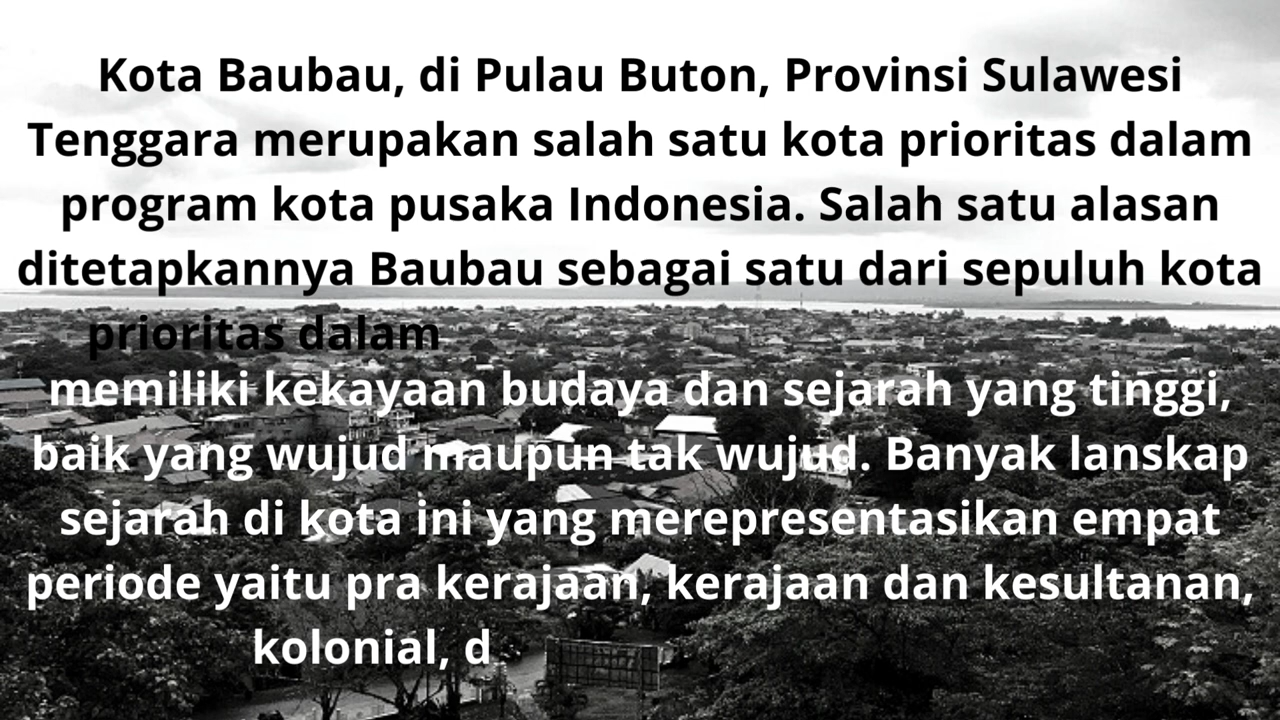 Kota Baubau, di Pulau Buton, Provinsi Sulawesi
Tenggara merupakan salah satu kota prioritas dalam
program kota pusaka Indonesia. Salah satu alasan
ditetapkannya Baubau sebagai satu dari sepuluh kota
prioritas dalam
memiliki kekayaan budaya dan sejarah yang tinggi,
baik yang wujud maupun tak wujud. Banyak lanskap
sejarah di kota ini yang merepresentasikan empat
periode yaitu pra kerajaan, kerajaan dan kesultanan,
kolonial, d